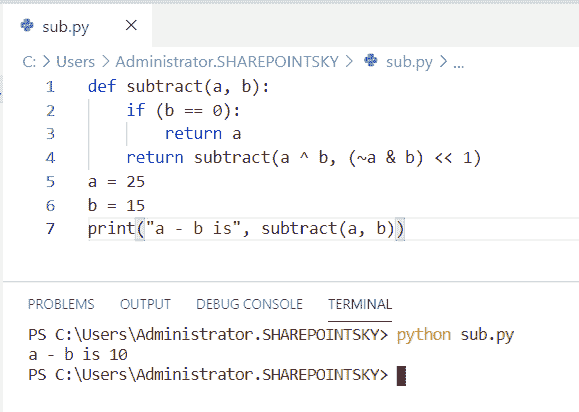 sub.py ×
C: > Users > Administrator.SHAREPOINTSKY > sub.py > ...
1 def subtract(a, b):
2     if (b == 0):
3         return a
4     return subtract(a ^ b, (~a & b) << 1)
5 a = 25
6 b = 15
7 print("a - b is", subtract(a, b))
PROBLEMS OUTPUT DEBUG CONSOLE TERMINAL
PS C:\Users\Administrator.SHAREPOINTSKY> python sub.py
a - b is 10
PS C:\Users\Administrator.SHAREPOINTSKY>